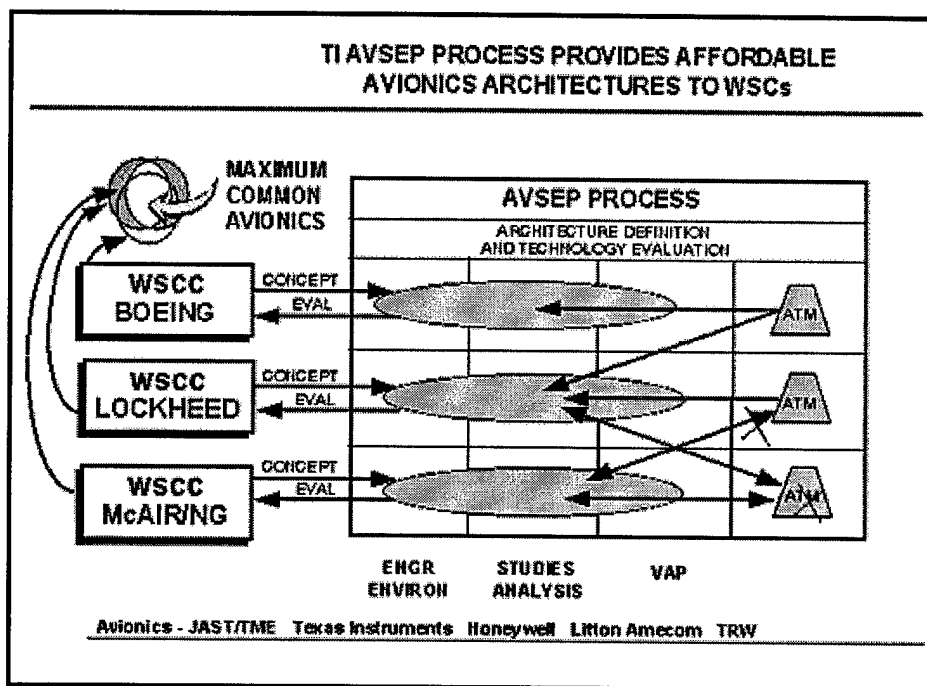 TI AVSEP PROCESS PROVIDES AFFORDABLE
AVIONICS ARCHITECTURES TO WSCs
MAXIMUM
COMMON
AVIONICS
AVSEP PROCESS
ARCHITECTURE DEFINITION
AND TECHNOLOGY EVALUATION
WSCC
BOEING
CONCEPT
EVAL
ATM
WSCC
LOCKHEED
CONCEPT
EVAL
ATM
WSCC
McAIR/NG
CONCEPT
EVAL
ATM
ENGR
ENVIRON
STUDIES
ANALYSIS
VAP
Avionics - JAST/TME Texas Instruments Honeywell Litton Amecom TRW